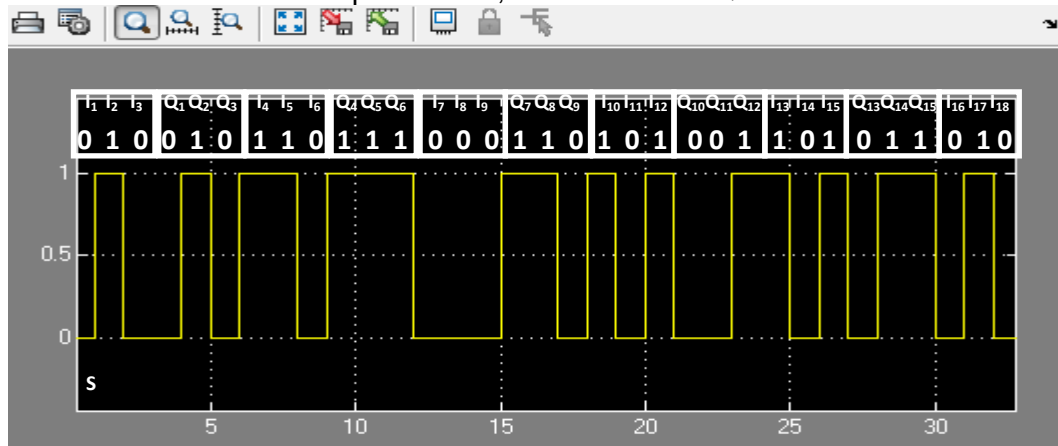 I₁ I₂ I₃ Q₁ Q₂ Q₃ I₄ I₅ I₆ Q₄ Q₅ Q₆ I₇ I₈ I₉ Q₇ Q₈ Q₉ I₁₀ I₁₁ I₁₂ Q₁₀ Q₁₁ Q₁₂ I₁₃ I₁₄ I₁₅ Q₁₃ Q₁₄ Q₁₅ I₁₆ I₁₇ I₁₈
0 1 0 0 1 0 1 1 0 1 1 1 0 0 0 1 1 0 1 0 1 0 0 1 1 0 1 0 1 1 0 1 0
1
0.5
0
S
5 10 15 20 25 30